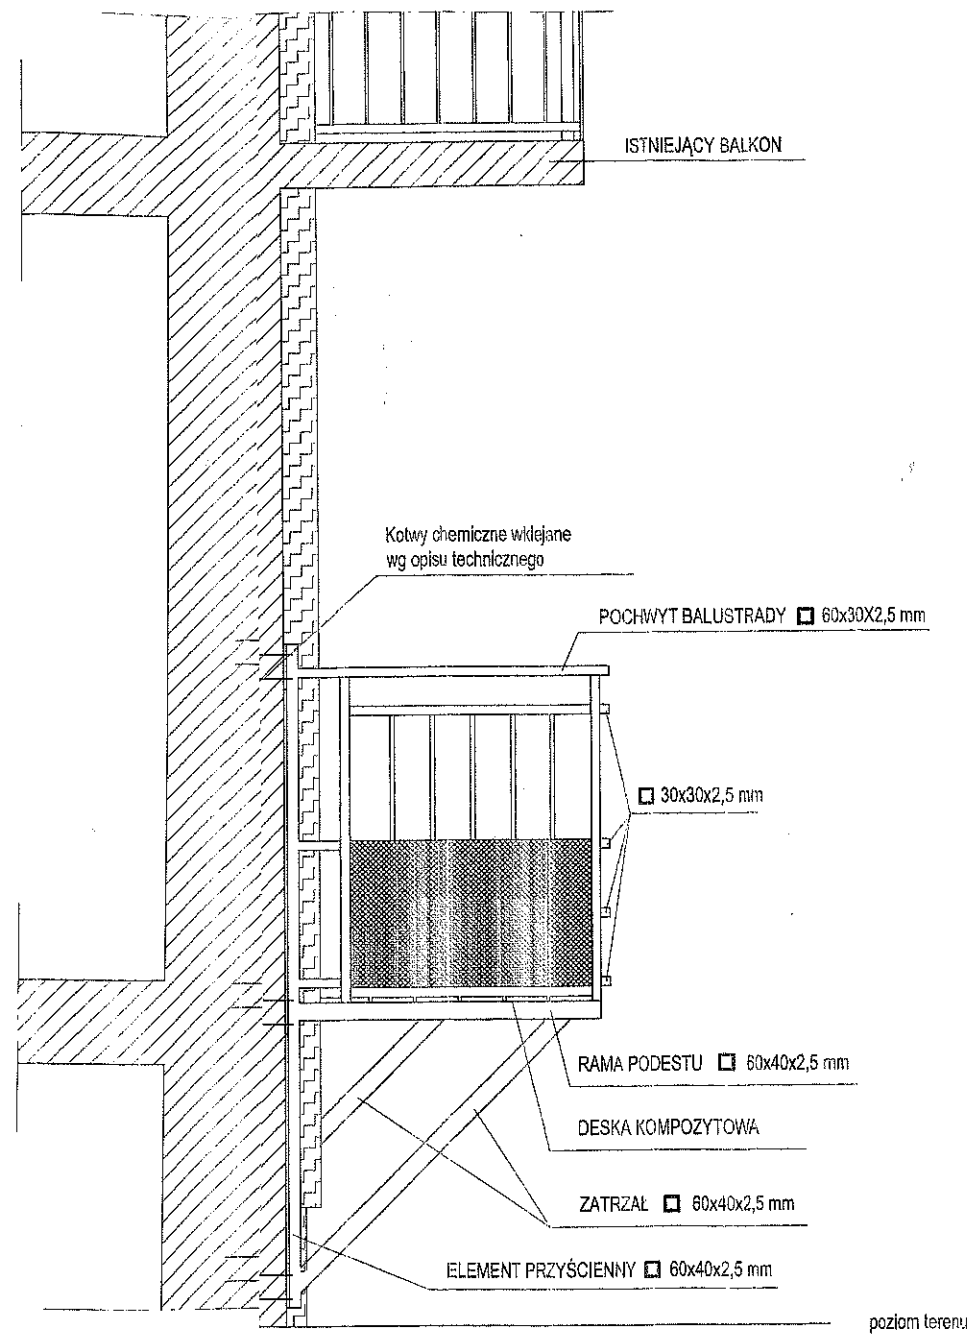 ISTNIEJĄCY BALKON
Kotwy chemiczne wklejane
wg opisu technicznego
POCHWYT BALUSTRADY 60x30X2,5 mm
30x30x2,5 mm
RAMA PODESTU 60x40x2,5 mm
DESKA KOMPOZYTOWA
ZATRZAŁ 60x40x2,5 mm
ELEMENT PRZYŚCIENNY 60x40x2,5 mm
poziom terenu